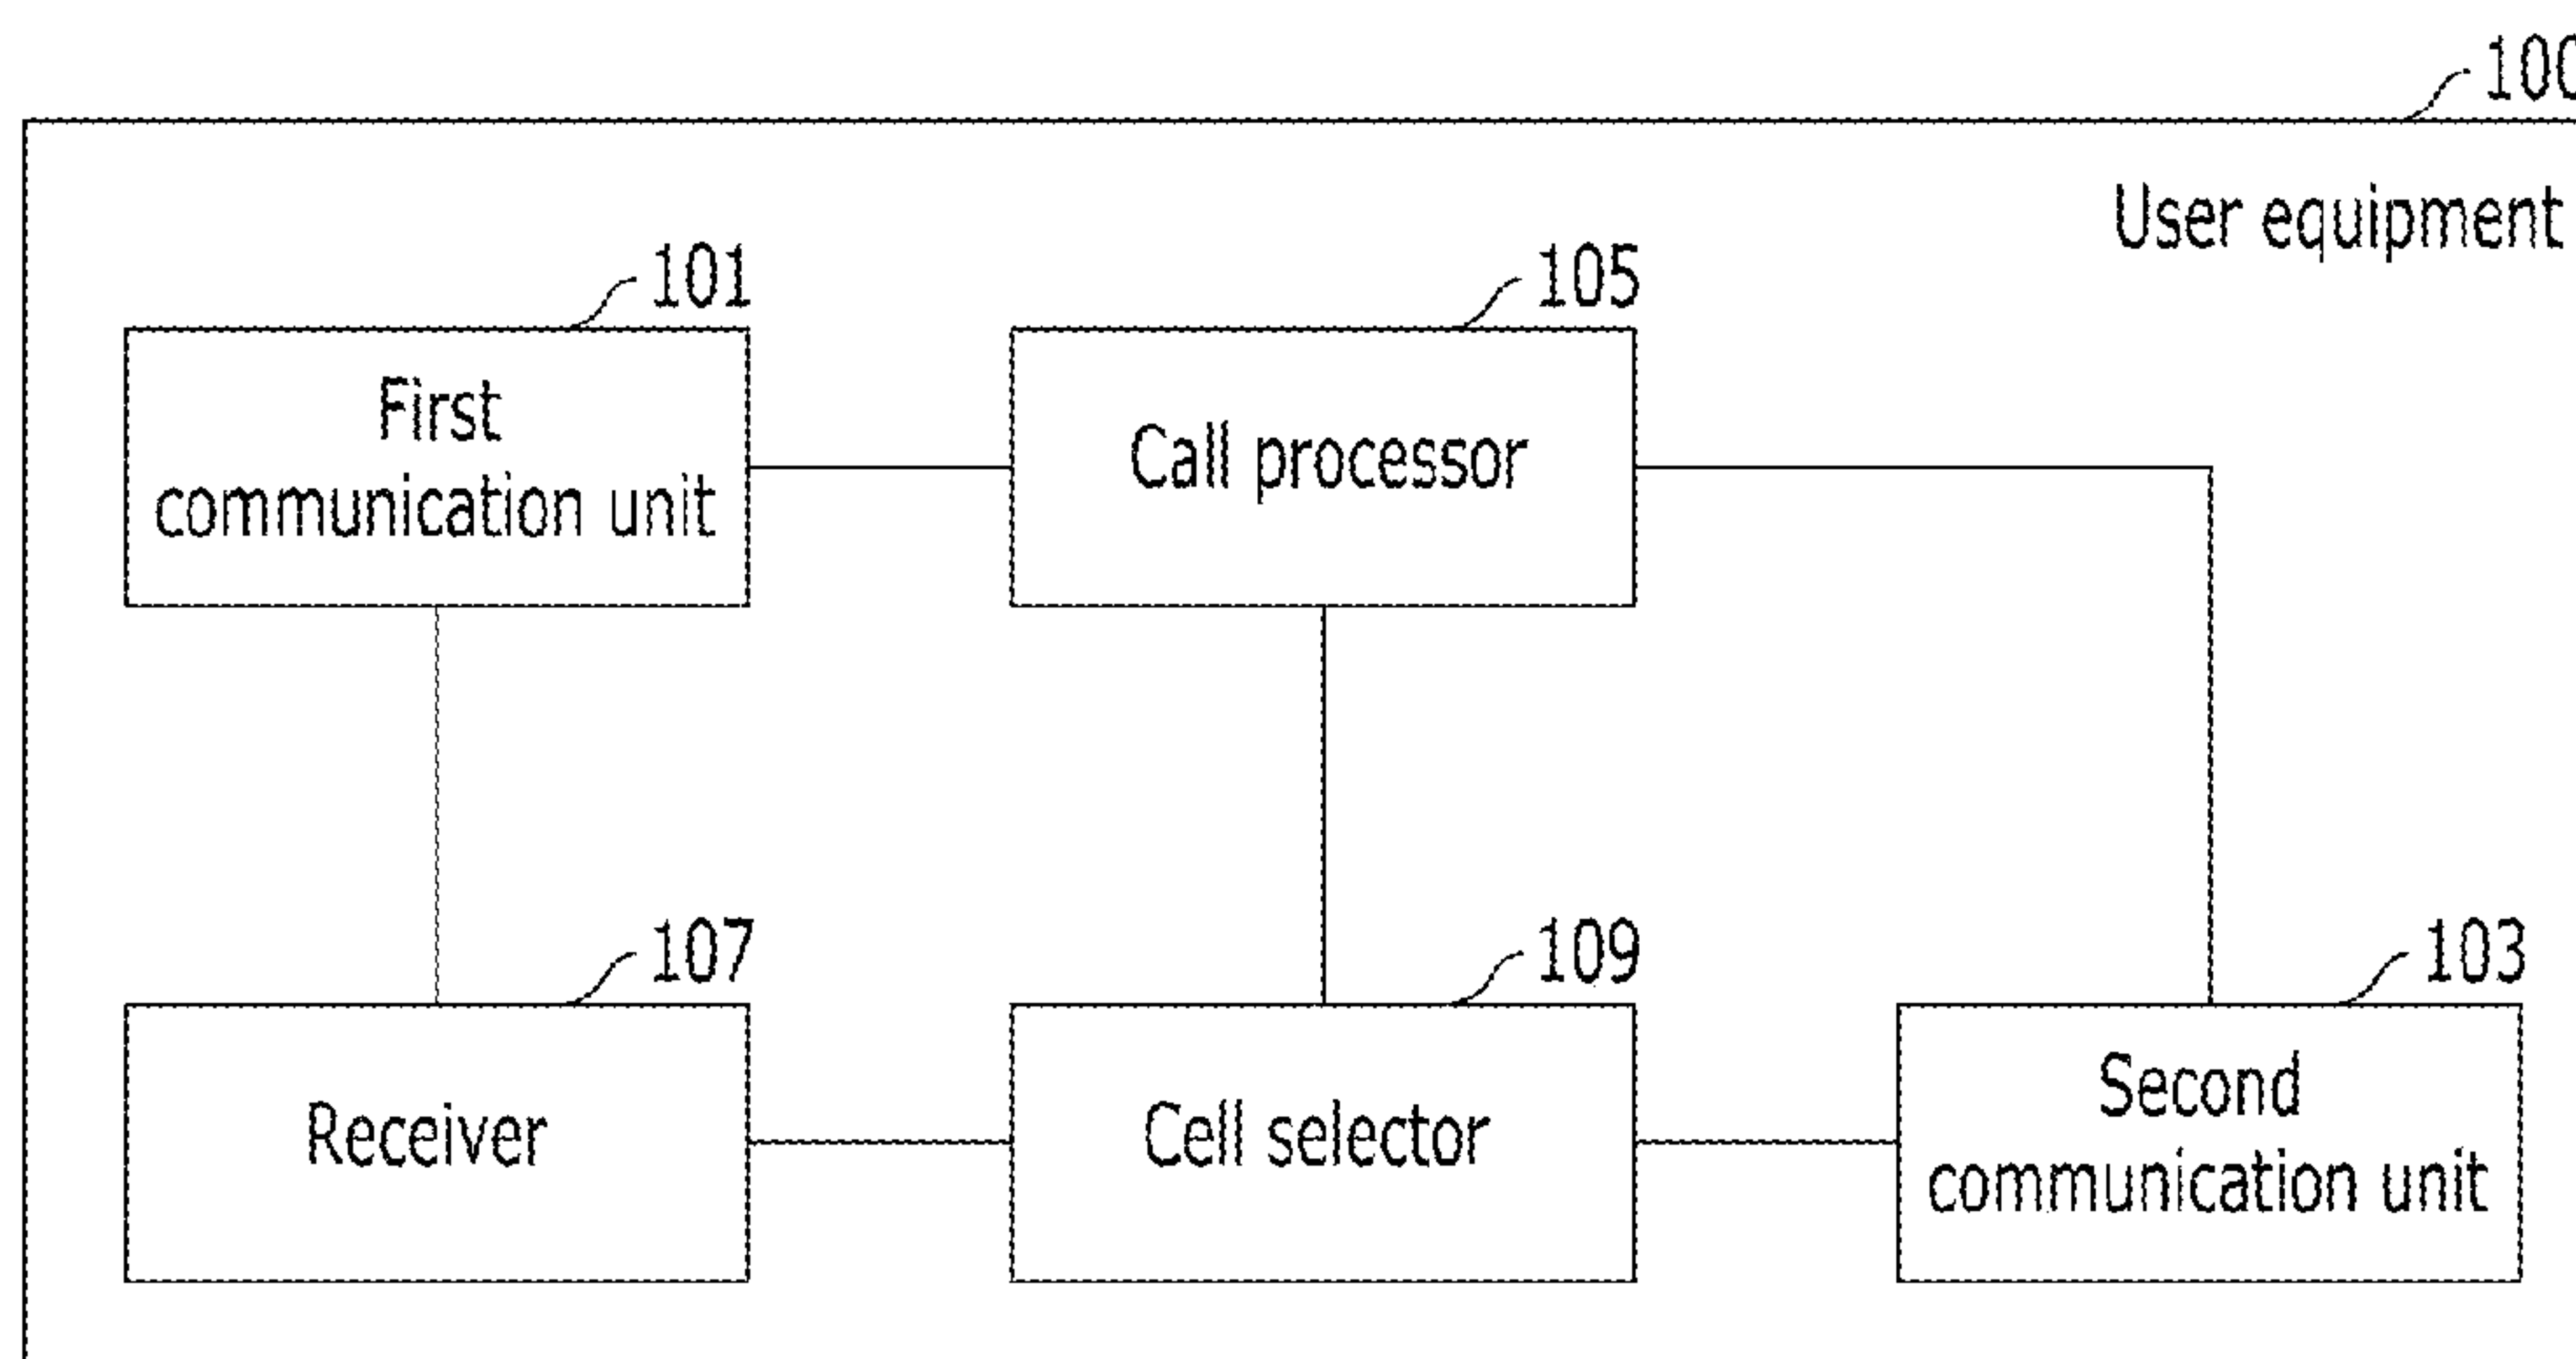 100
User equipment
101
105
First
communication unit
Call processor
107
109
103
Receiver
Cell selector
Second
communication unit